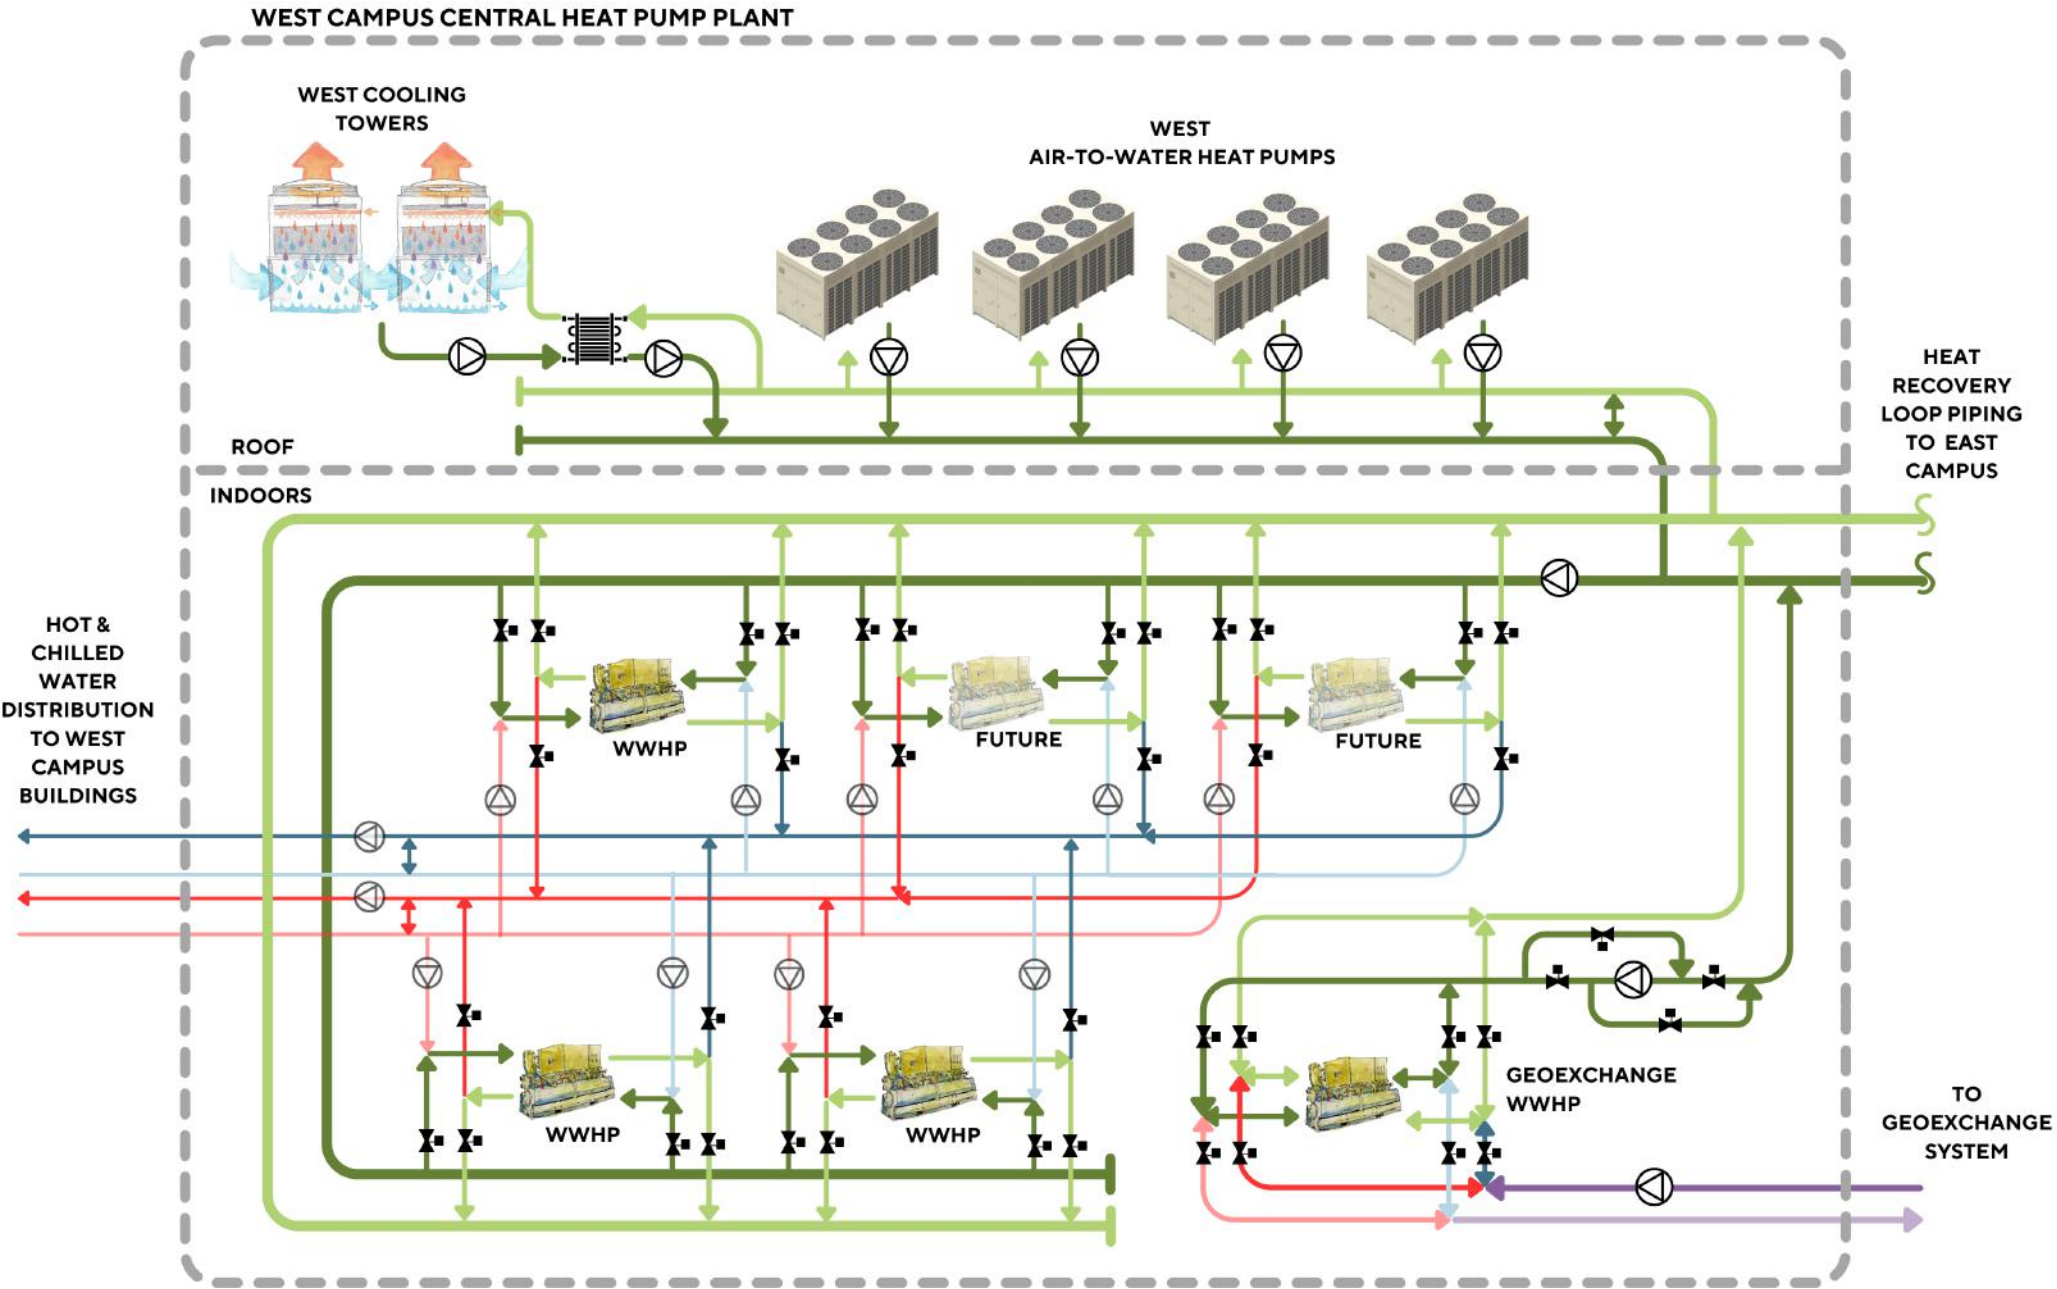 WEST CAMPUS CENTRAL HEAT PUMP PLANT
WEST COOLING
TOWERS
WEST
AIR-TO-WATER HEAT PUMPS
HEAT
RECOVERY
LOOP PIPING
TO EAST
CAMPUS
ROOF
INDOORS
HOT &
CHILLED
WATER
DISTRIBUTION
TO WEST
CAMPUS
BUILDINGS
WWHP
FUTURE
FUTURE
WWHP
WWHP
GEOEXCHANGE
WWHP
TO
GEOEXCHANGE
SYSTEM